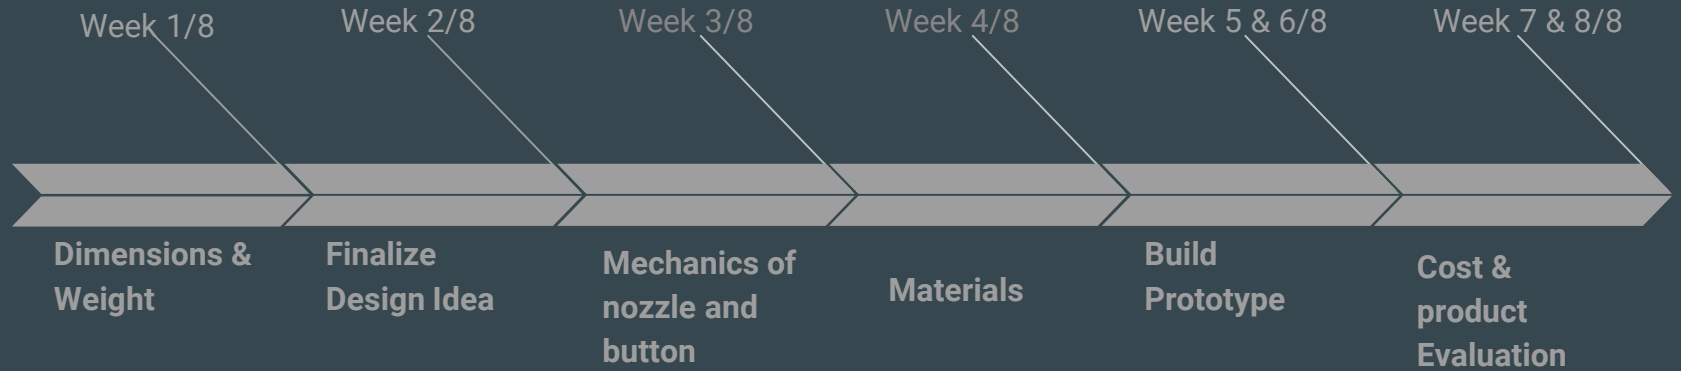 Week 1/8
Week 2/8
Week 3/8
Week 4/8
Week 5 & 6/8
Week 7 & 8/8
Dimensions &
Weight
Finalize
Design Idea
Mechanics of
nozzle and
button
Materials
Build
Prototype
Cost &
product
Evaluation